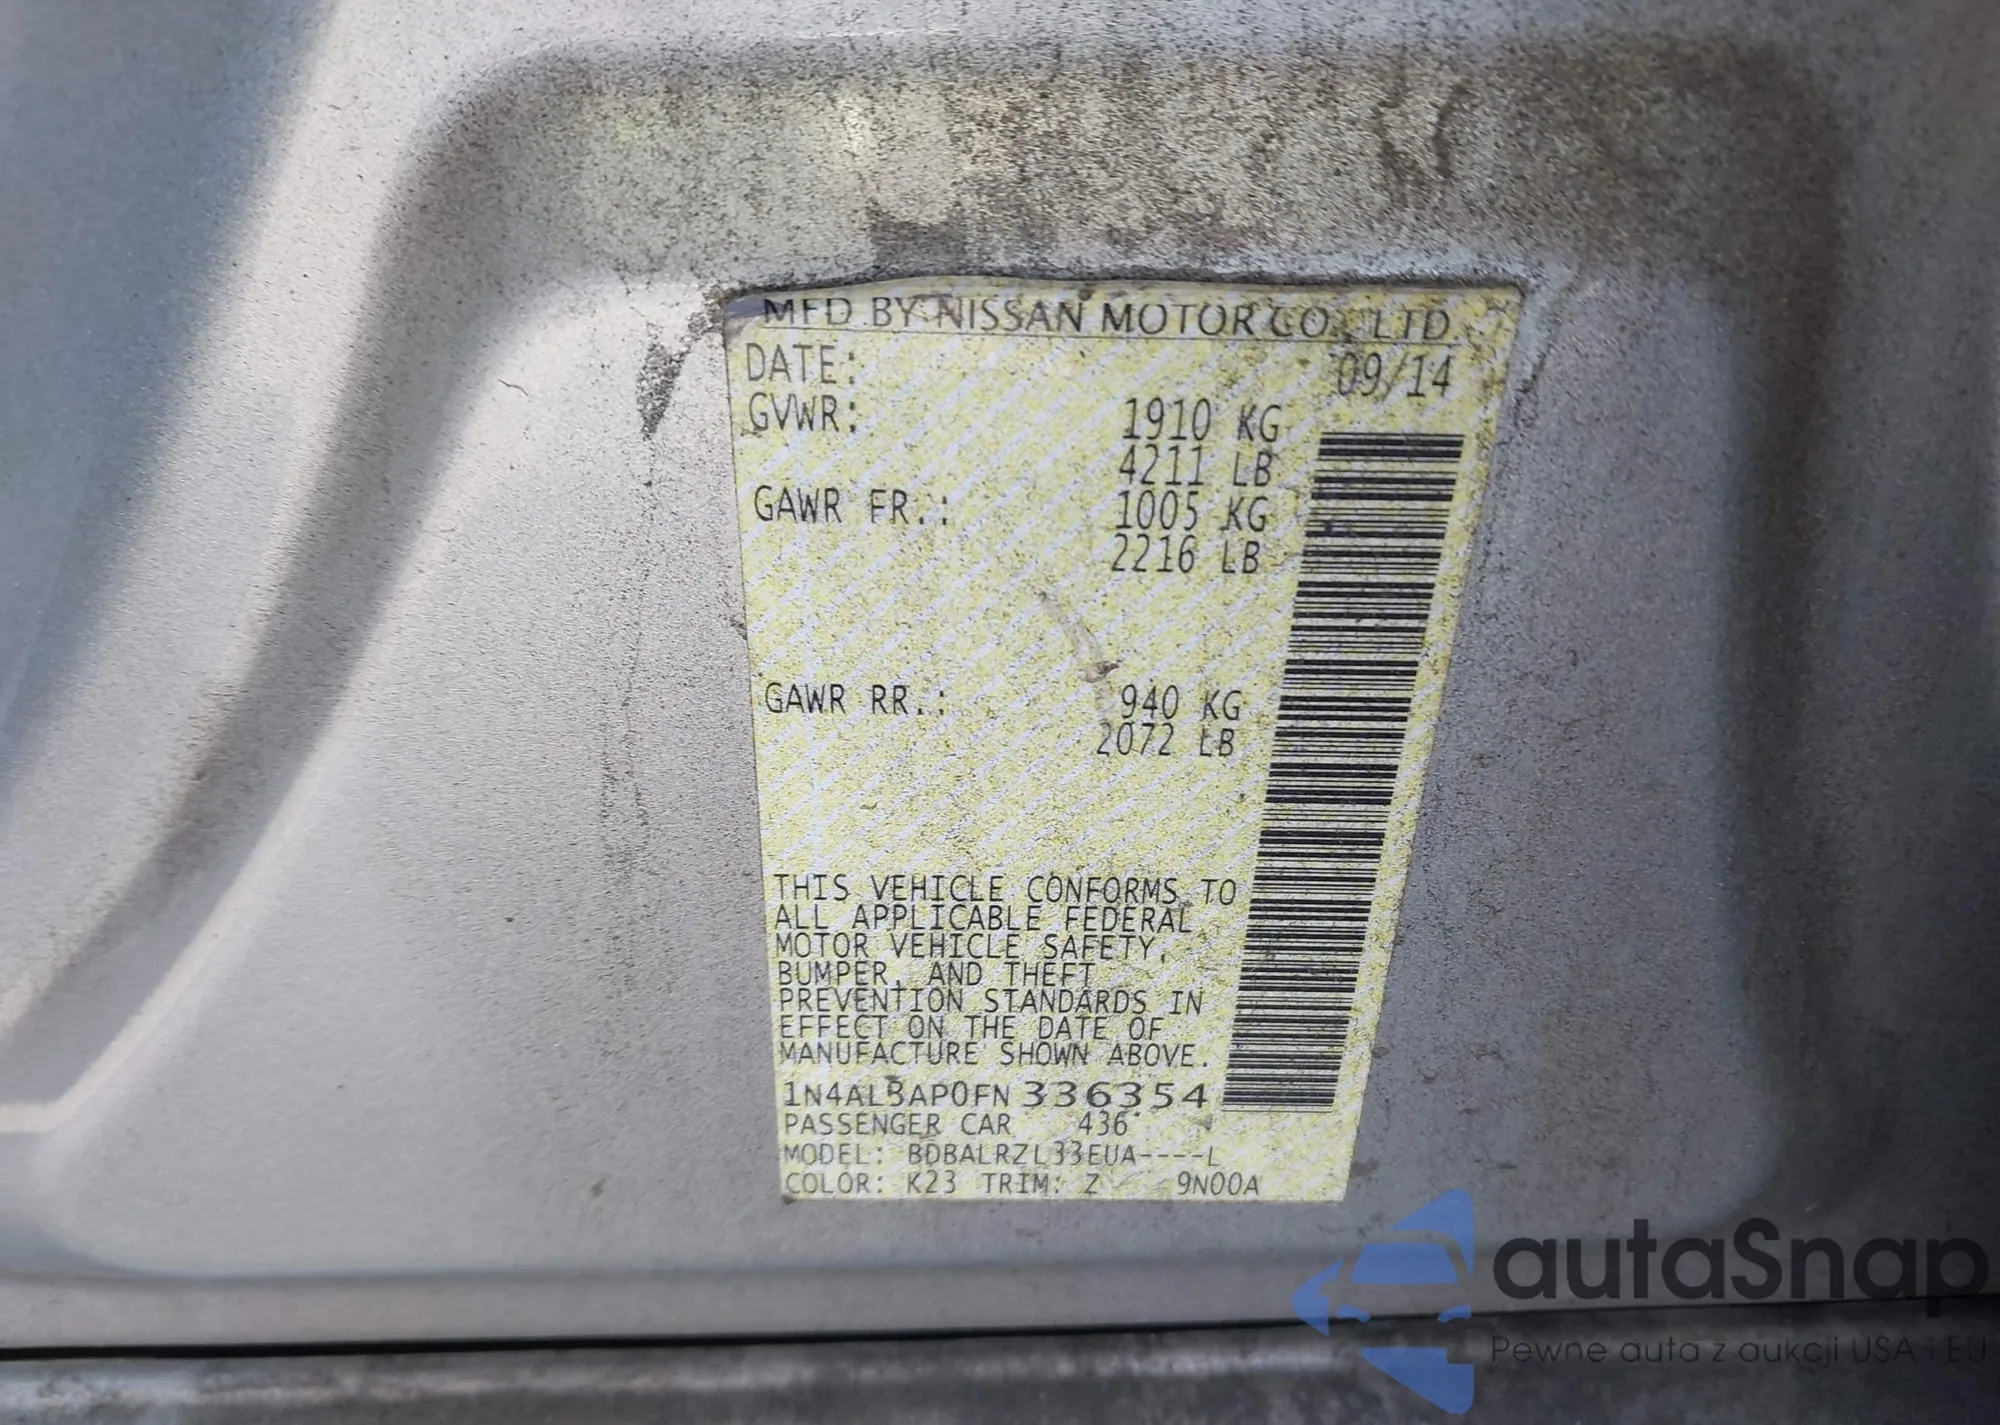 MFD BY NISSAN MOTOR CO., LTD.
DATE: 09/14
GVWR: 1910 KG
4211 LB
GAWR FR.: 1005 KG
2216 LB
GAWR RR.: 940 KG
2072 LB
THIS VEHICLE CONFORMS TO
ALL APPLICABLE FEDERAL
MOTOR VEHICLE SAFETY,
BUMPER, AND THEFT
PREVENTION STANDARDS IN
EFFECT ON THE DATE OF
MANUFACTURE SHOWN ABOVE.
1N4AL3AP0FN 336354
PASSENGER CAR 436
MODEL: BDBALRZL33EUA----L
COLOR: K23 TRIM: Z 9N00A
autaSnap
Pewne auta z aukcji USA i EU